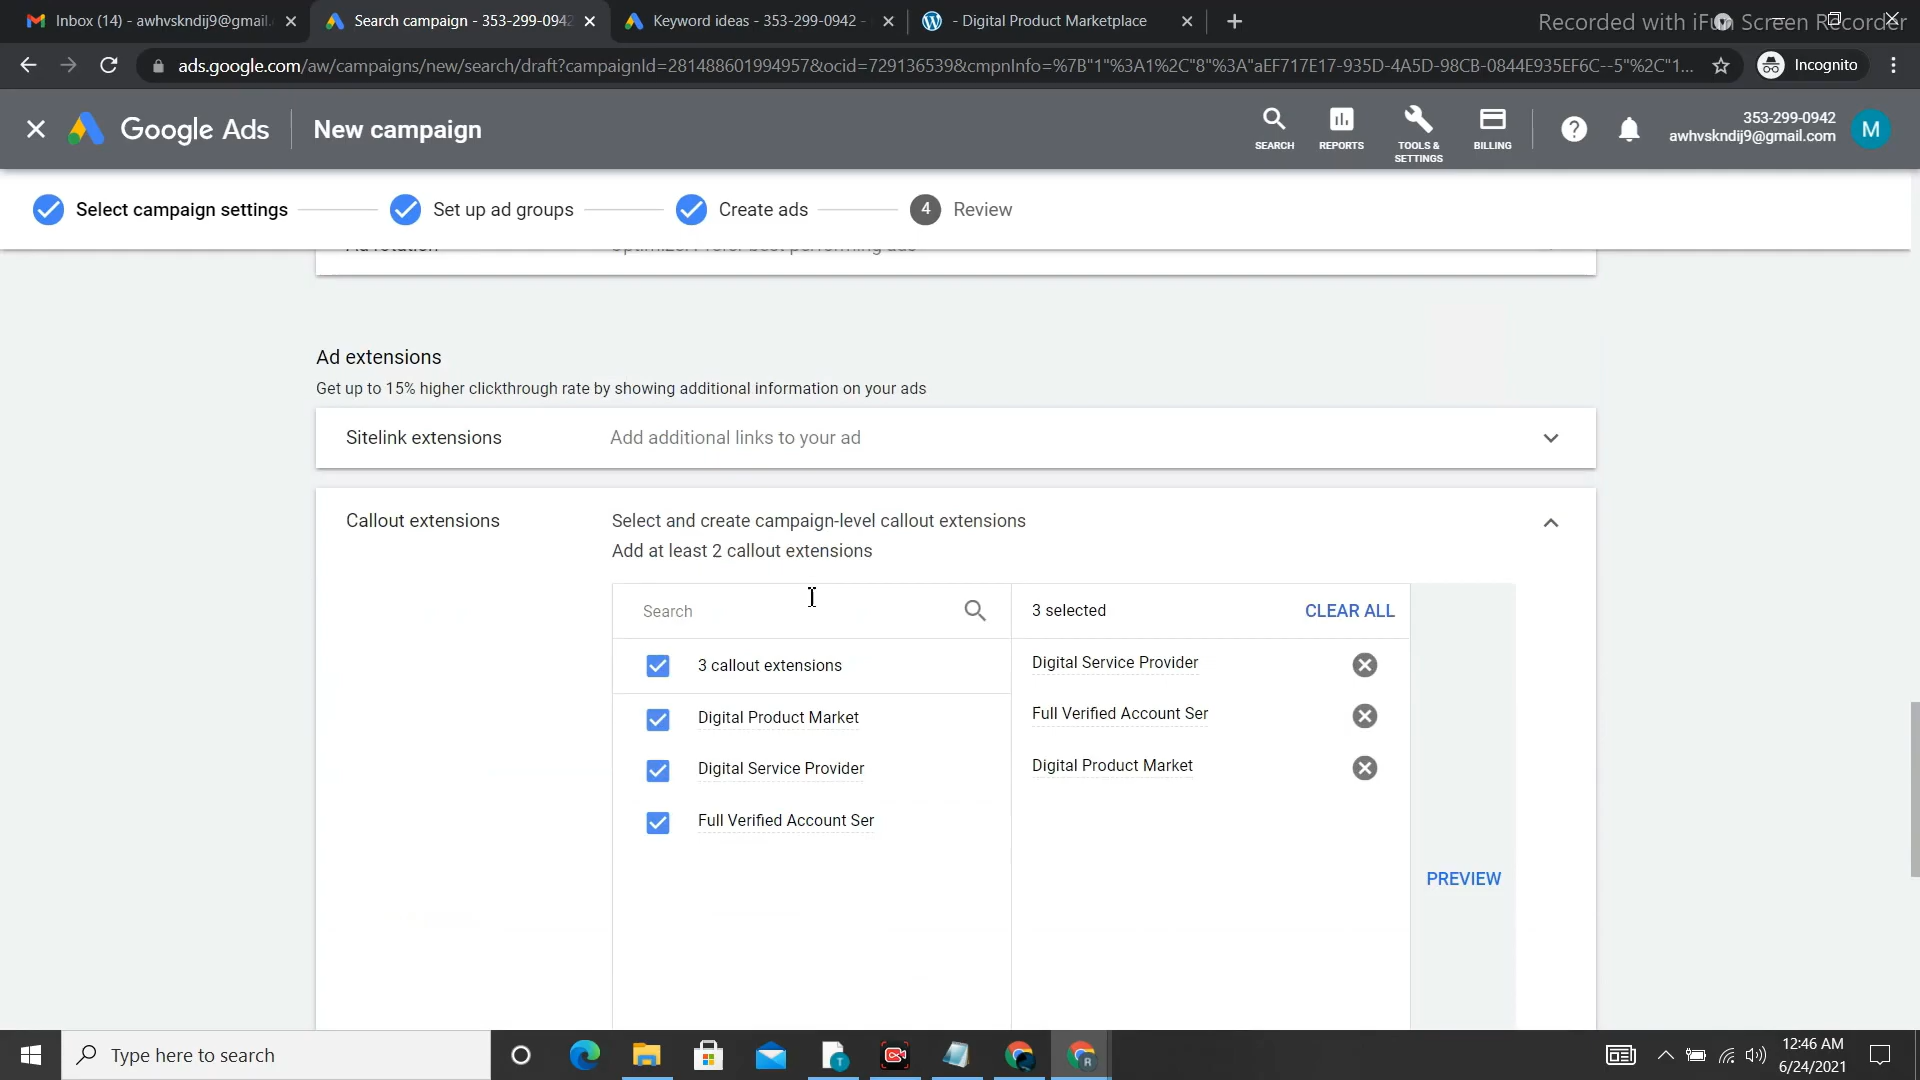 Inbox (14) - awhvskndij9@gmail.
Search campaign - 353-299-0942
Keyword ideas - 353-299-0942 -
- Digital Product Marketplace
Recorded with iFun Screen Recorder
ads.google.com/aw/campaigns/new/search/draft?campaignId=281488601994957&ocid=729136539&cmpnInfo=%7B"1"%3A1%2C"8"%3A"aEF717E17-935D-4A5D-98CB-0844E935EF6C--5"%2C"1...
Incognito
Google Ads
New campaign
SEARCH
REPORTS
TOOLS &
SETTINGS
BILLING
353-299-0942
awhvskndij9@gmail.com
M
Select campaign settings
Set up ad groups
Create ads
4
Review
Ad rotation
Optimize: Prefer best performing ads
Ad extensions
Get up to 15% higher clickthrough rate by showing additional information on your ads
Sitelink extensions
Add additional links to your ad
Callout extensions
Select and create campaign-level callout extensions
Add at least 2 callout extensions
Search
3 selected
CLEAR ALL
3 callout extensions
Digital Service Provider
Digital Product Market
Full Verified Account Ser
Digital Service Provider
Digital Product Market
Full Verified Account Ser
PREVIEW
Type here to search
12:46 AM
6/24/2021